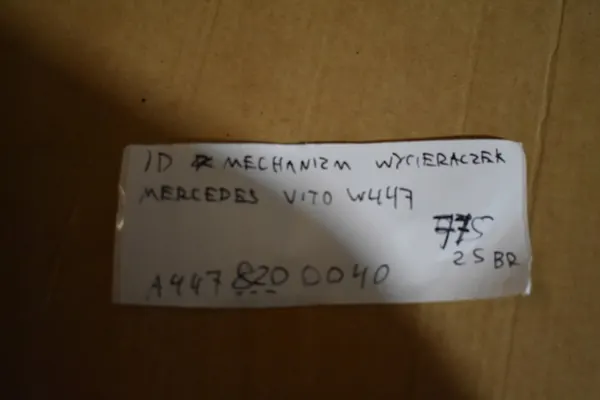 ID MECHANIZM WYCIERACZEK
MERCEDES VITO W447
775
25 BR
A447 820 0040